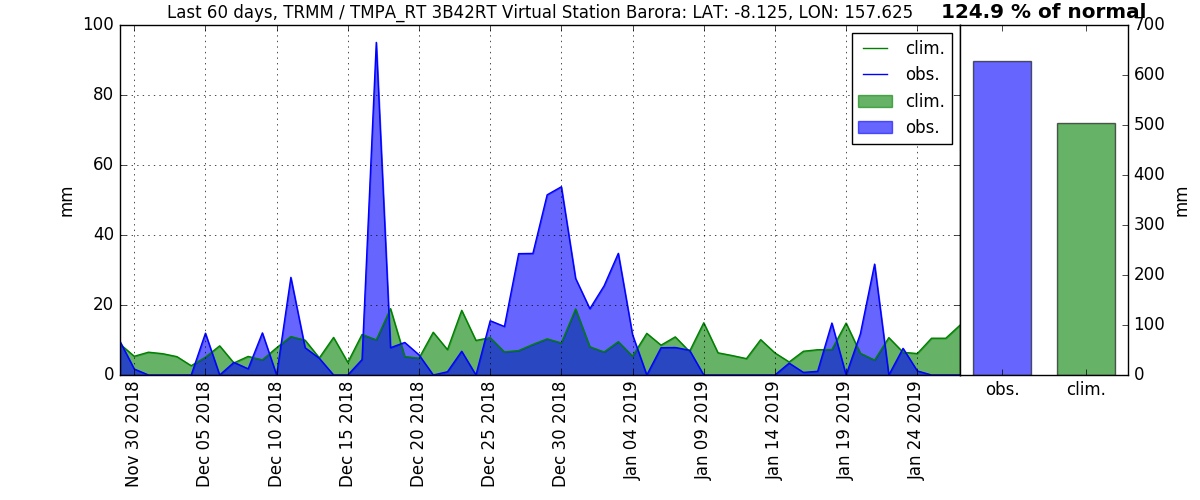 Last 60 days, TRMM / TMPA_RT 3B42RT Virtual Station Barora: LAT: -8.125, LON: 157.625
124.9 % of normal
100
80
60
40
20
0
mm
clim.
obs.
clim.
obs.
700
600
500
400
300
200
100
0
mm
obs.
clim.
Nov 30 2018
Dec 05 2018
Dec 10 2018
Dec 15 2018
Dec 20 2018
Dec 25 2018
Dec 30 2018
Jan 04 2019
Jan 09 2019
Jan 14 2019
Jan 19 2019
Jan 24 2019